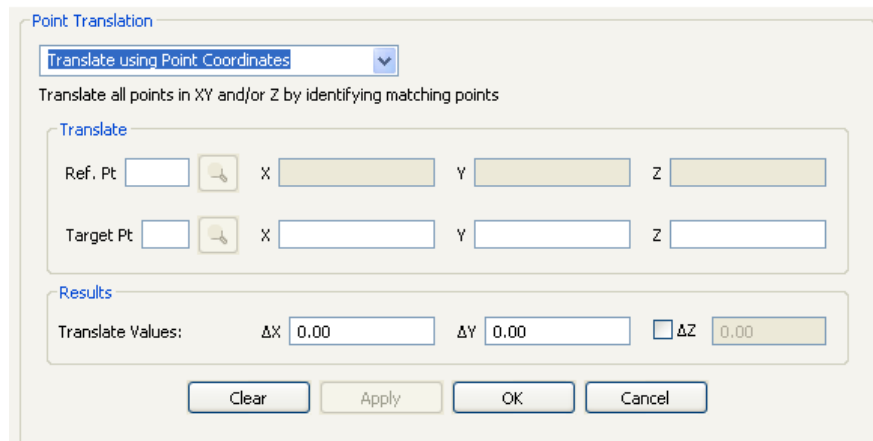 Point Translation
Translate using Point Coordinates
Translate all points in XY and/or Z by identifying matching points
Translate
Ref. Pt X Y Z
Target Pt X Y Z
Results
Translate Values: ΔX 0.00 ΔY 0.00 ΔZ 0.00
Clear Apply OK Cancel